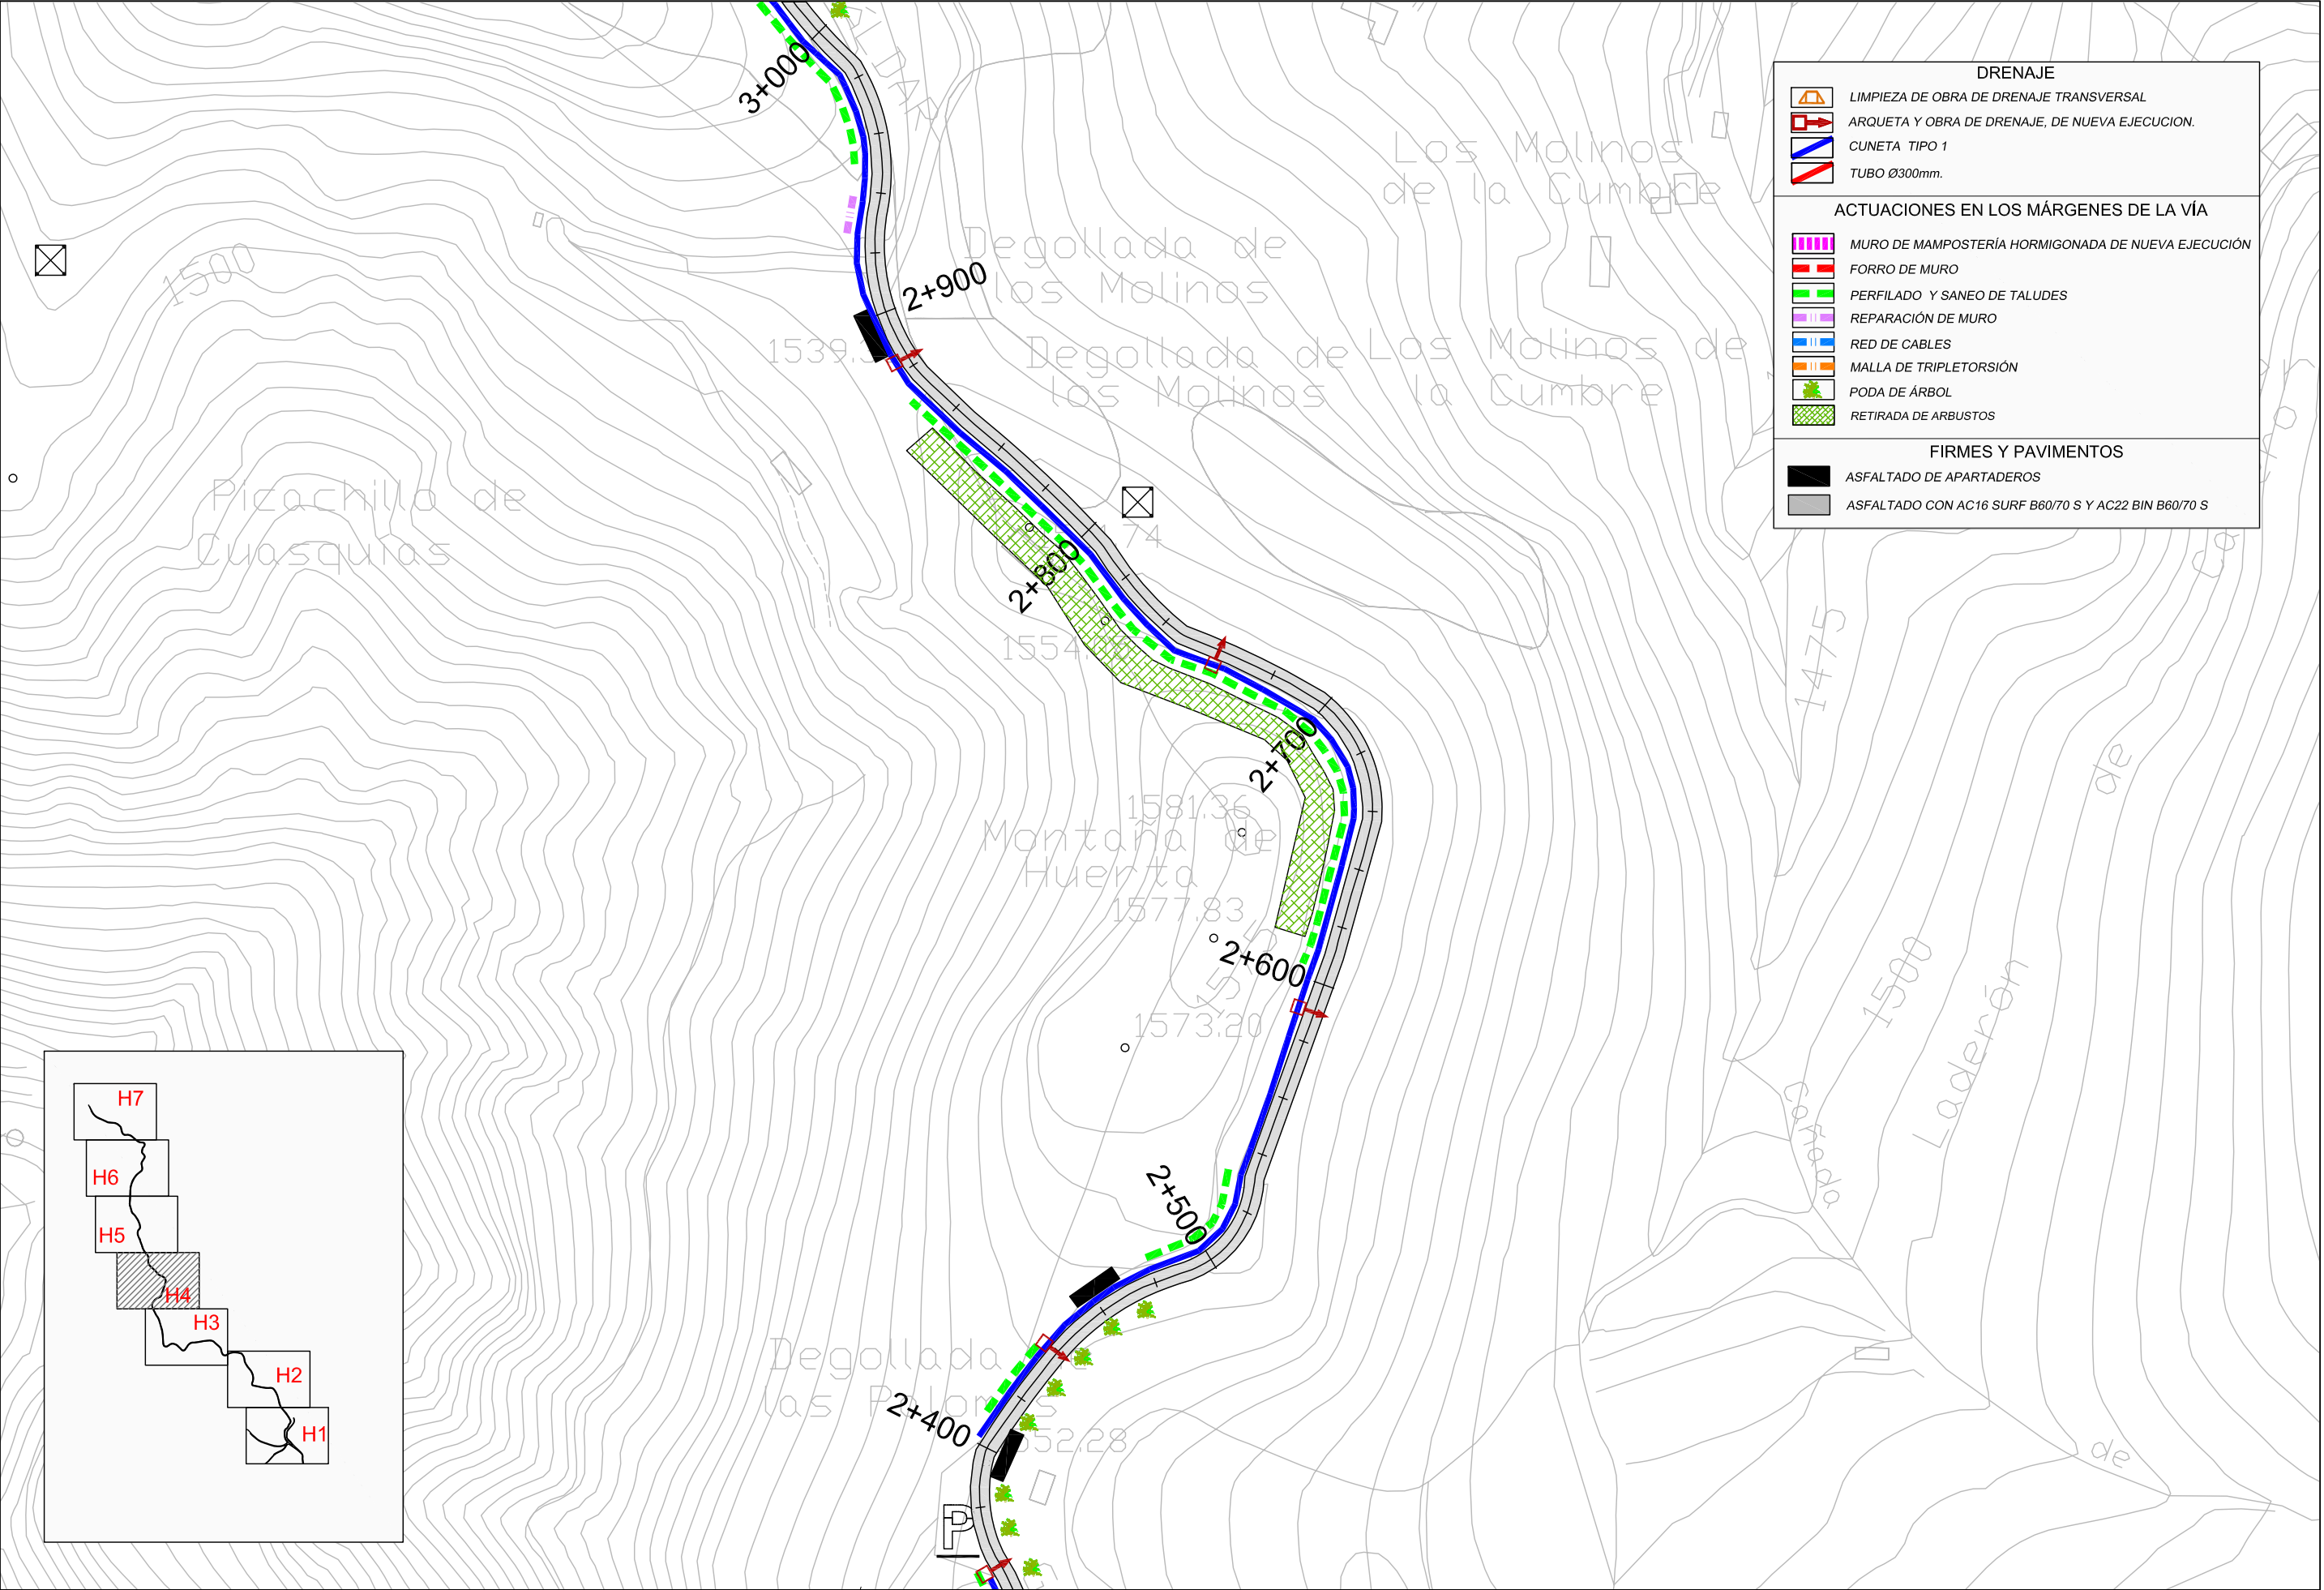 3+000
DRENAJE
LIMPIEZA DE OBRA DE DRENAJE TRANSVERSAL
ARQUETA Y OBRA DE DRENAJE, DE NUEVA EJECUCION.
CUNETA TIPO 1
TUBO Ø300mm.
ACTUACIONES EN LOS MÁRGENES DE LA VÍA
MURO DE MAMPOSTERÍA HORMIGONADA DE NUEVA EJECUCIÓN
FORRO DE MURO
PERFILADO Y SANEO DE TALUDES
REPARACIÓN DE MURO
RED DE CABLES
MALLA DE TRIPLETORSIÓN
PODA DE ÁRBOL
RETIRADA DE ARBUSTOS
FIRMES Y PAVIMENTOS
ASFALTADO DE APARTADEROS
ASFALTADO CON AC16 SURF B60/70 S Y AC22 BIN B60/70 S
Los Molinos
de la Cumbre
Degollada de
los Molinos
1500
2+900
Degollada de
los Molinos
Los Molinos de
la Cumbre
Picachillo de
Cuasquias
2+800
1475
2+700
1581.36
Montaña de
Huerta
1577.83
2+600
1573.20
1500
Laderón
de
2+500
Degollada
las Palomas
2+400
de
P
H7
H6
H5
H4
H3
H2
H1